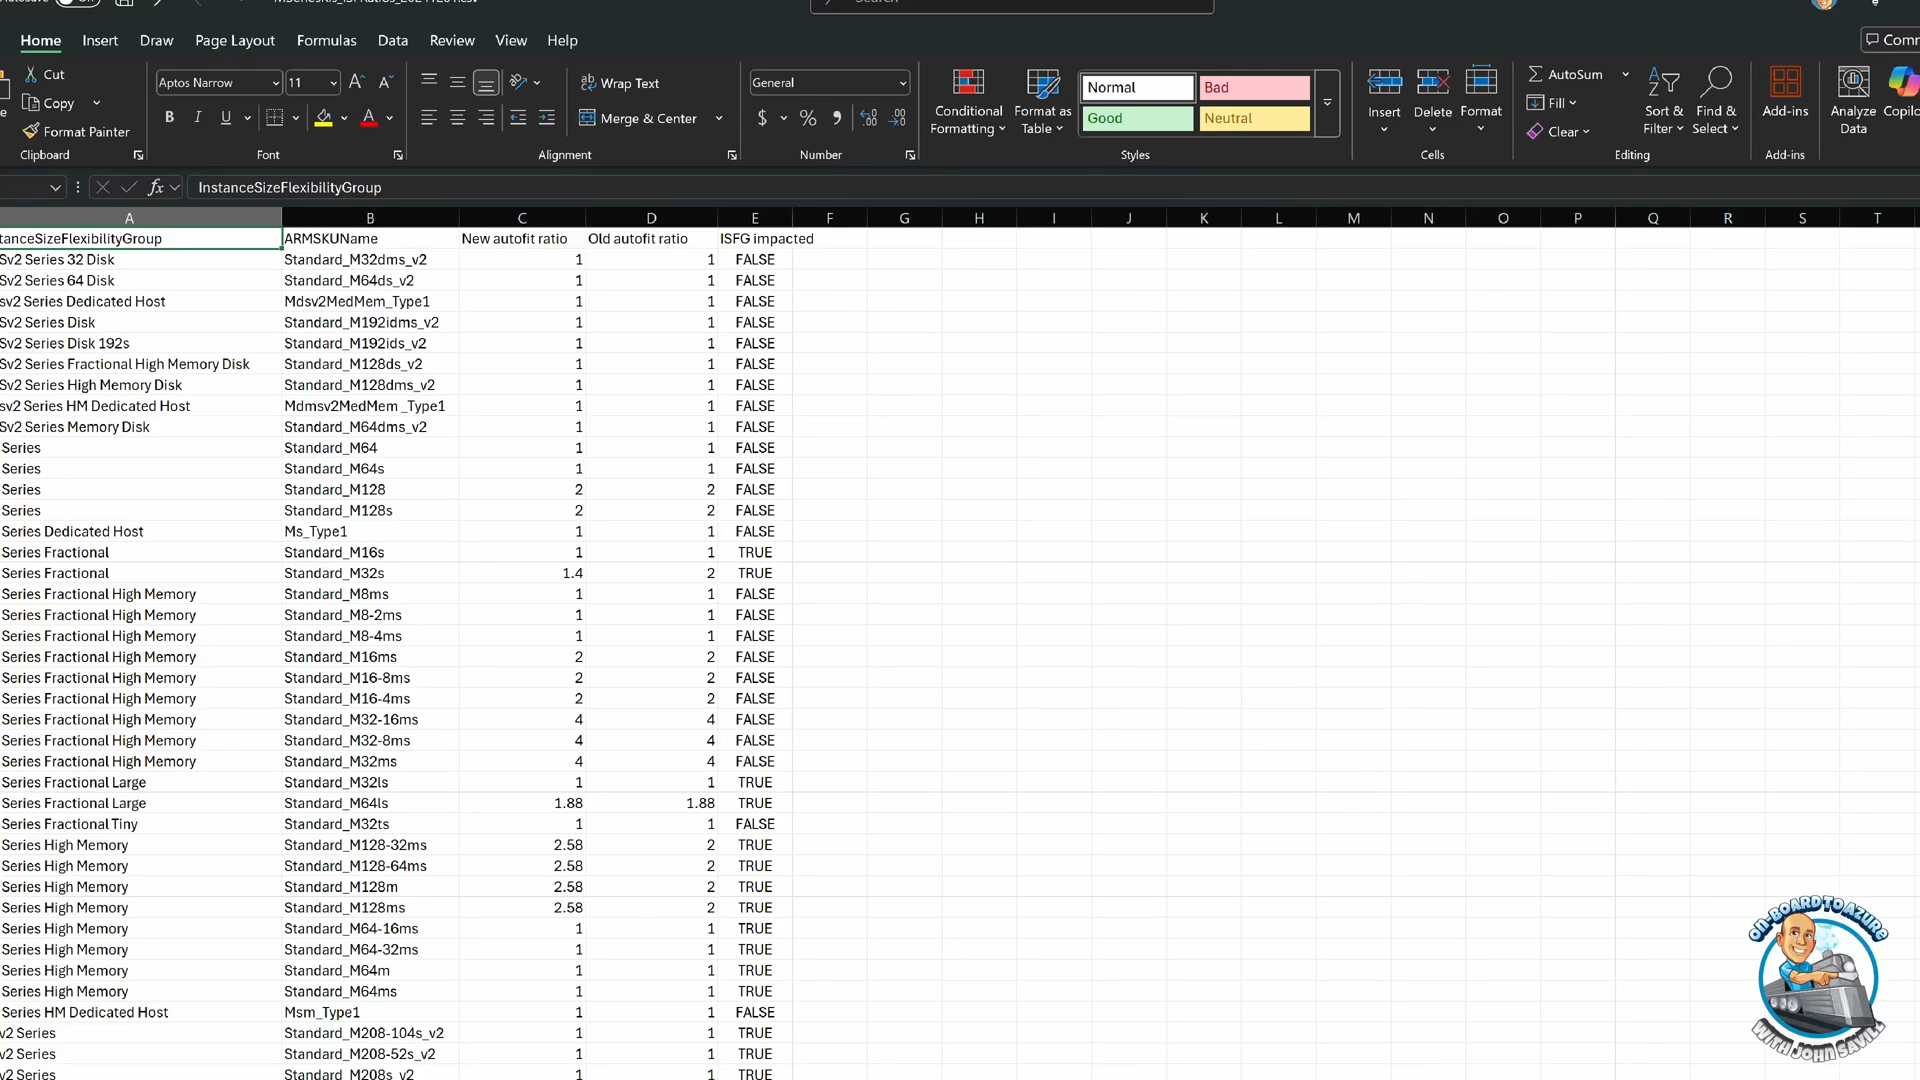 Home Insert Draw Page Layout Formulas Data Review View Help
Cut
Copy
Format Painter
Clipboard
Aptos Narrow 11
B I U
Font
Wrap Text
Merge & Center
Alignment
General
$ % 9
Number
Conditional Formatting
Format as Table
Normal Bad
Good Neutral
Styles
Insert Delete Format
Cells
AutoSum
Fill
Clear
Sort & Filter
Find & Select
Editing
Add-ins
Add-ins
Analyze Data
fx InstanceSizeFlexibilityGroup
A B C D E F G H I J K L M N O P Q R S T
tanceSizeFlexibilityGroup ARMSKUName New autofit ratio Old autofit ratio ISFG impacted
Sv2 Series 32 Disk Standard_M32dms_v2 1 1 FALSE
Sv2 Series 64 Disk Standard_M64ds_v2 1 1 FALSE
sv2 Series Dedicated Host Mdsv2MedMem_Type1 1 1 FALSE
Sv2 Series Disk Standard_M192idms_v2 1 1 FALSE
Sv2 Series Disk 192s Standard_M192ids_v2 1 1 FALSE
Sv2 Series Fractional High Memory Disk Standard_M128ds_v2 1 1 FALSE
Sv2 Series High Memory Disk Standard_M128dms_v2 1 1 FALSE
sv2 Series HM Dedicated Host Mdmsv2MedMem _Type1 1 1 FALSE
Sv2 Series Memory Disk Standard_M64dms_v2 1 1 FALSE
Series Standard_M64 1 1 FALSE
Series Standard_M64s 1 1 FALSE
Series Standard_M128 2 2 FALSE
Series Standard_M128s 2 2 FALSE
Series Dedicated Host Ms_Type1 1 1 FALSE
Series Fractional Standard_M16s 1 1 TRUE
Series Fractional Standard_M32s 1.4 2 TRUE
Series Fractional High Memory Standard_M8ms 1 1 FALSE
Series Fractional High Memory Standard_M8-2ms 1 1 FALSE
Series Fractional High Memory Standard_M8-4ms 1 1 FALSE
Series Fractional High Memory Standard_M16ms 2 2 FALSE
Series Fractional High Memory Standard_M16-8ms 2 2 FALSE
Series Fractional High Memory Standard_M16-4ms 2 2 FALSE
Series Fractional High Memory Standard_M32-16ms 4 4 FALSE
Series Fractional High Memory Standard_M32-8ms 4 4 FALSE
Series Fractional High Memory Standard_M32ms 4 4 FALSE
Series Fractional Large Standard_M32ls 1 1 TRUE
Series Fractional Large Standard_M64ls 1.88 1.88 TRUE
Series Fractional Tiny Standard_M32ts 1 1 FALSE
Series High Memory Standard_M128-32ms 2.58 2 TRUE
Series High Memory Standard_M128-64ms 2.58 2 TRUE
Series High Memory Standard_M128m 2.58 2 TRUE
Series High Memory Standard_M128ms 2.58 2 TRUE
Series High Memory Standard_M64-16ms 1 1 TRUE
Series High Memory Standard_M64-32ms 1 1 TRUE
Series High Memory Standard_M64m 1 1 TRUE
Series High Memory Standard_M64ms 1 1 TRUE
Series HM Dedicated Host Msm_Type1 1 1 FALSE
v2 Series Standard_M208-104s_v2 1 1 TRUE
v2 Series Standard_M208-52s_v2 1 1 TRUE
v2 Series Standard_M208s_v2 1 1 TRUE
ON-BOARD TO AZURE
WITH JOHN SAVILL